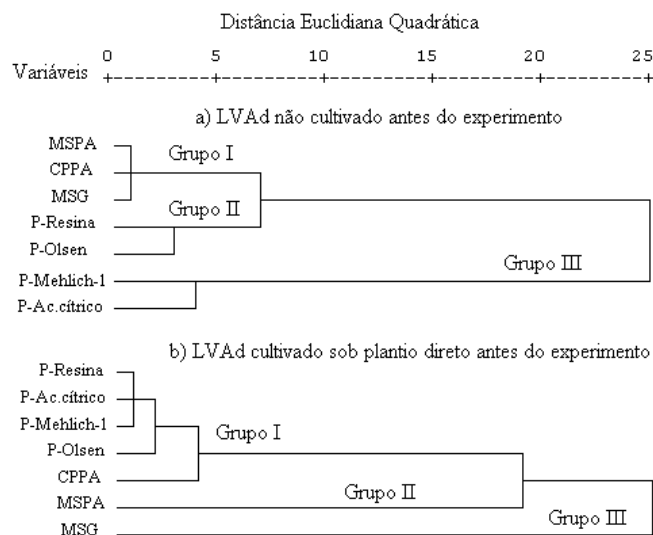 Distância Euclidiana Quadrática
0 5 10 15 20 25
Variáveis
a) LVAd não cultivado antes do experimento
MSPA
Grupo I
CPPA
MSG
Grupo II
P-Resina
P-Olsen
Grupo III
P-Mehlich-1
P-Ac.cítrico
b) LVAd cultivado sob plantio direto antes do experimento
P-Resina
P-Ac.cítrico
P-Mehlich-1
Grupo I
P-Olsen
CPPA
Grupo II
MSPA
Grupo III
MSG